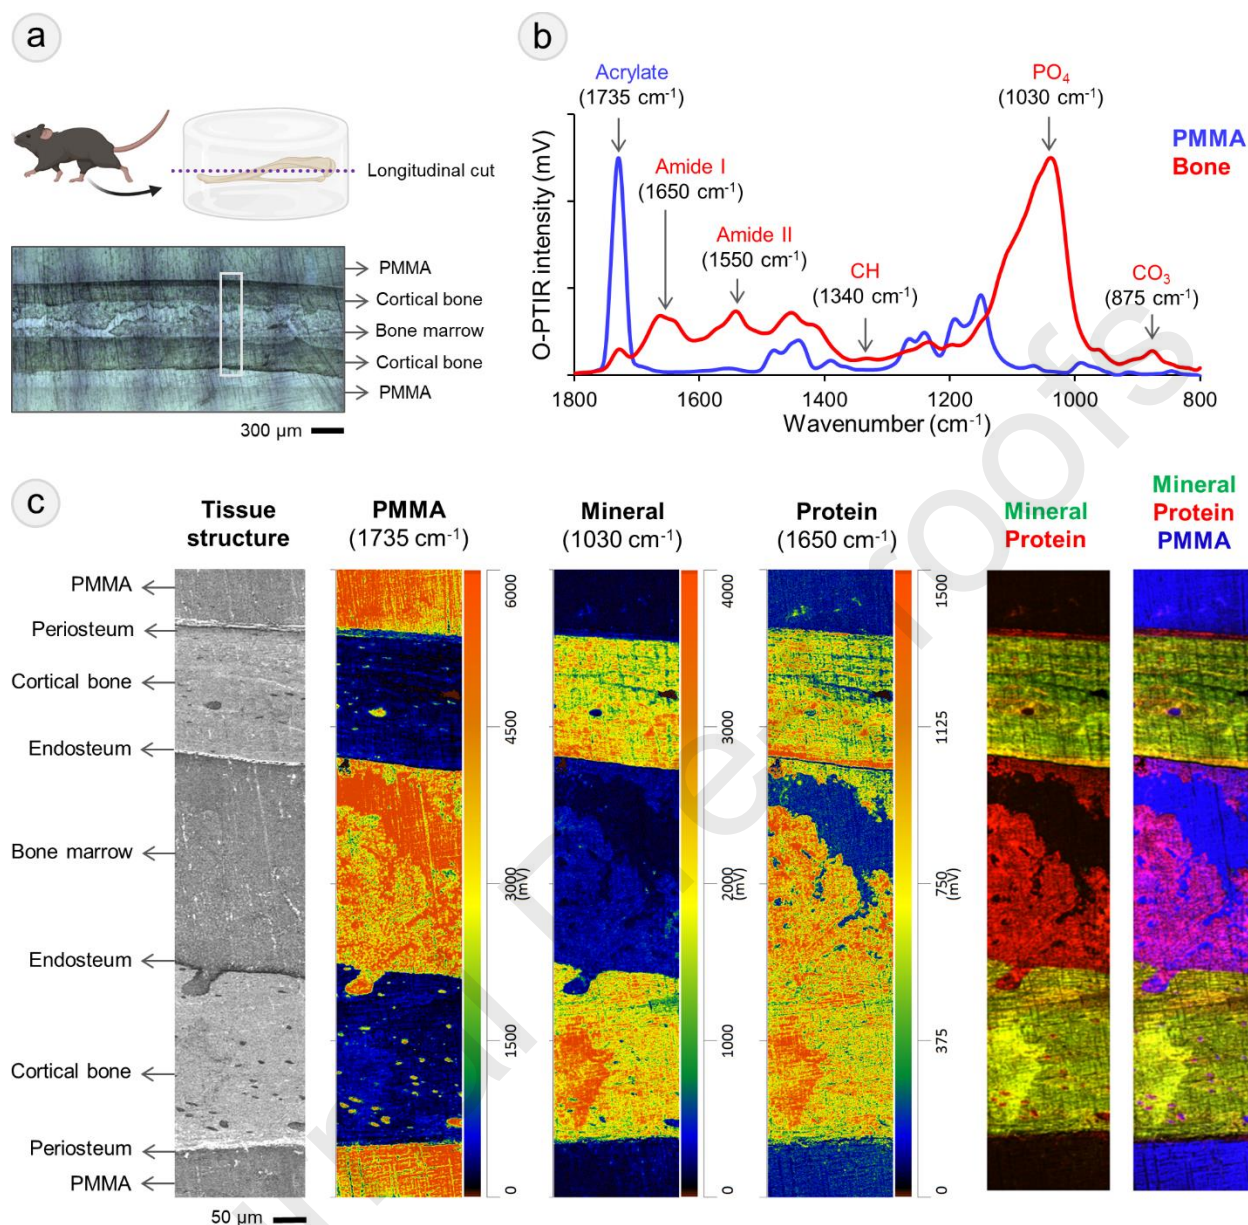 a
Longitudinal cut
PMMA
Cortical bone
Bone marrow
Cortical bone
PMMA
300 µm
b
Acrylate
(1735 cm⁻¹)
Amide I
(1650 cm⁻¹)
Amide II
(1550 cm⁻¹)
CH
(1340 cm⁻¹)
PO₄
(1030 cm⁻¹)
CO₃
(875 cm⁻¹)
PMMA
Bone
O-PTIR intensity (mV)
1800 1600 1400 1200 1000 800
Wavenumber (cm⁻¹)
c
Tissue
structure
PMMA
Periosteum
Cortical bone
Endosteum
Bone marrow
Endosteum
Cortical bone
Periosteum
PMMA
50 µm
PMMA
(1735 cm⁻¹)
6000
4500
3000
(mV)
1500
0
Mineral
(1030 cm⁻¹)
4000
3000
2000
(mV)
1000
0
Protein
(1650 cm⁻¹)
1500
1125
750
(mV)
375
0
Mineral
Protein
Mineral
Protein
PMMA